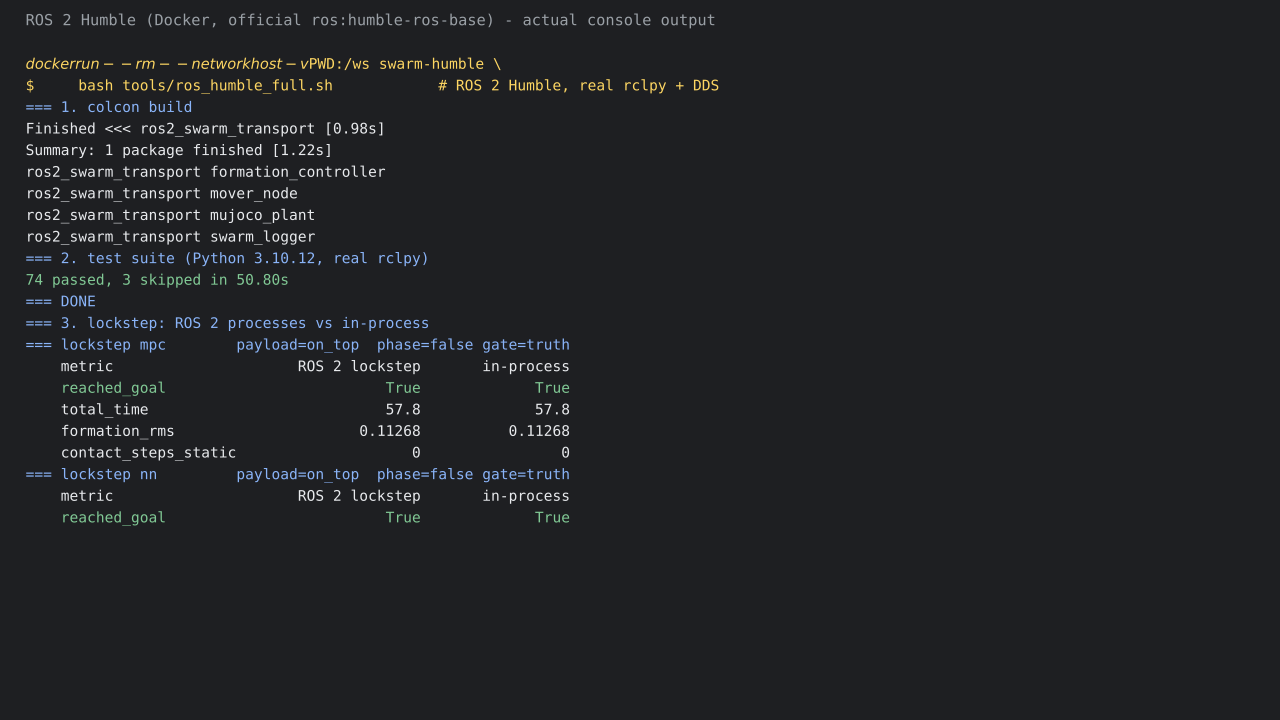 ROS 2 Humble (Docker, official ros:humble-ros-base) - actual console output
dockerrun−−rm−−networkhost−vPWD:/ws swarm-humble \
$     bash tools/ros_humble_full.sh            # ROS 2 Humble, real rclpy + DDS
=== 1. colcon build
Finished <<< ros2_swarm_transport [0.98s]
Summary: 1 package finished [1.22s]
ros2_swarm_transport formation_controller
ros2_swarm_transport mover_node
ros2_swarm_transport mujoco_plant
ros2_swarm_transport swarm_logger
=== 2. test suite (Python 3.10.12, real rclpy)
74 passed, 3 skipped in 50.80s
=== DONE
=== 3. lockstep: ROS 2 processes vs in-process
=== lockstep mpc        payload=on_top  phase=false gate=truth
    metric                     ROS 2 lockstep       in-process
    reached_goal                         True             True
    total_time                           57.8             57.8
    formation_rms                     0.11268          0.11268
    contact_steps_static                    0                0
=== lockstep nn         payload=on_top  phase=false gate=truth
    metric                     ROS 2 lockstep       in-process
    reached_goal                         True             True